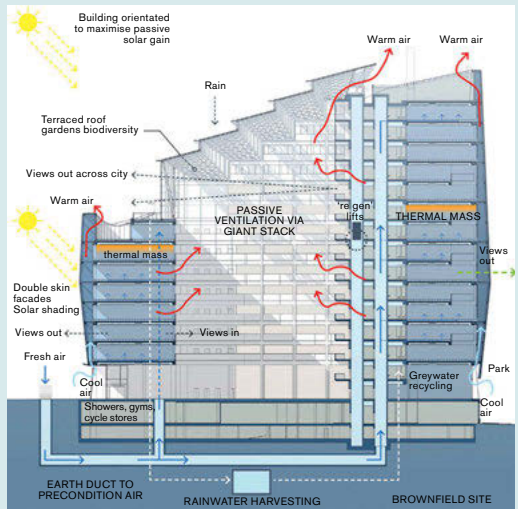 Building orientated
to maximise passive
solar gain
Warm air
Warm air
Rain
Terraced roof
gardens biodiversity
Views out across city
Warm air
PASSIVE
VENTILATION VIA
GIANT STACK
're gen'
lifts
THERMAL MASS
thermal mass
Views
out
Double skin
facades
Solar shading
Views out
Views in
Fresh air
Cool
air
Showers, gyms,
cycle stores
Greywater
recycling
Park
Cool
air
EARTH DUCT TO
PRECONDITION AIR
RAINWATER HARVESTING
BROWNFIELD SITE